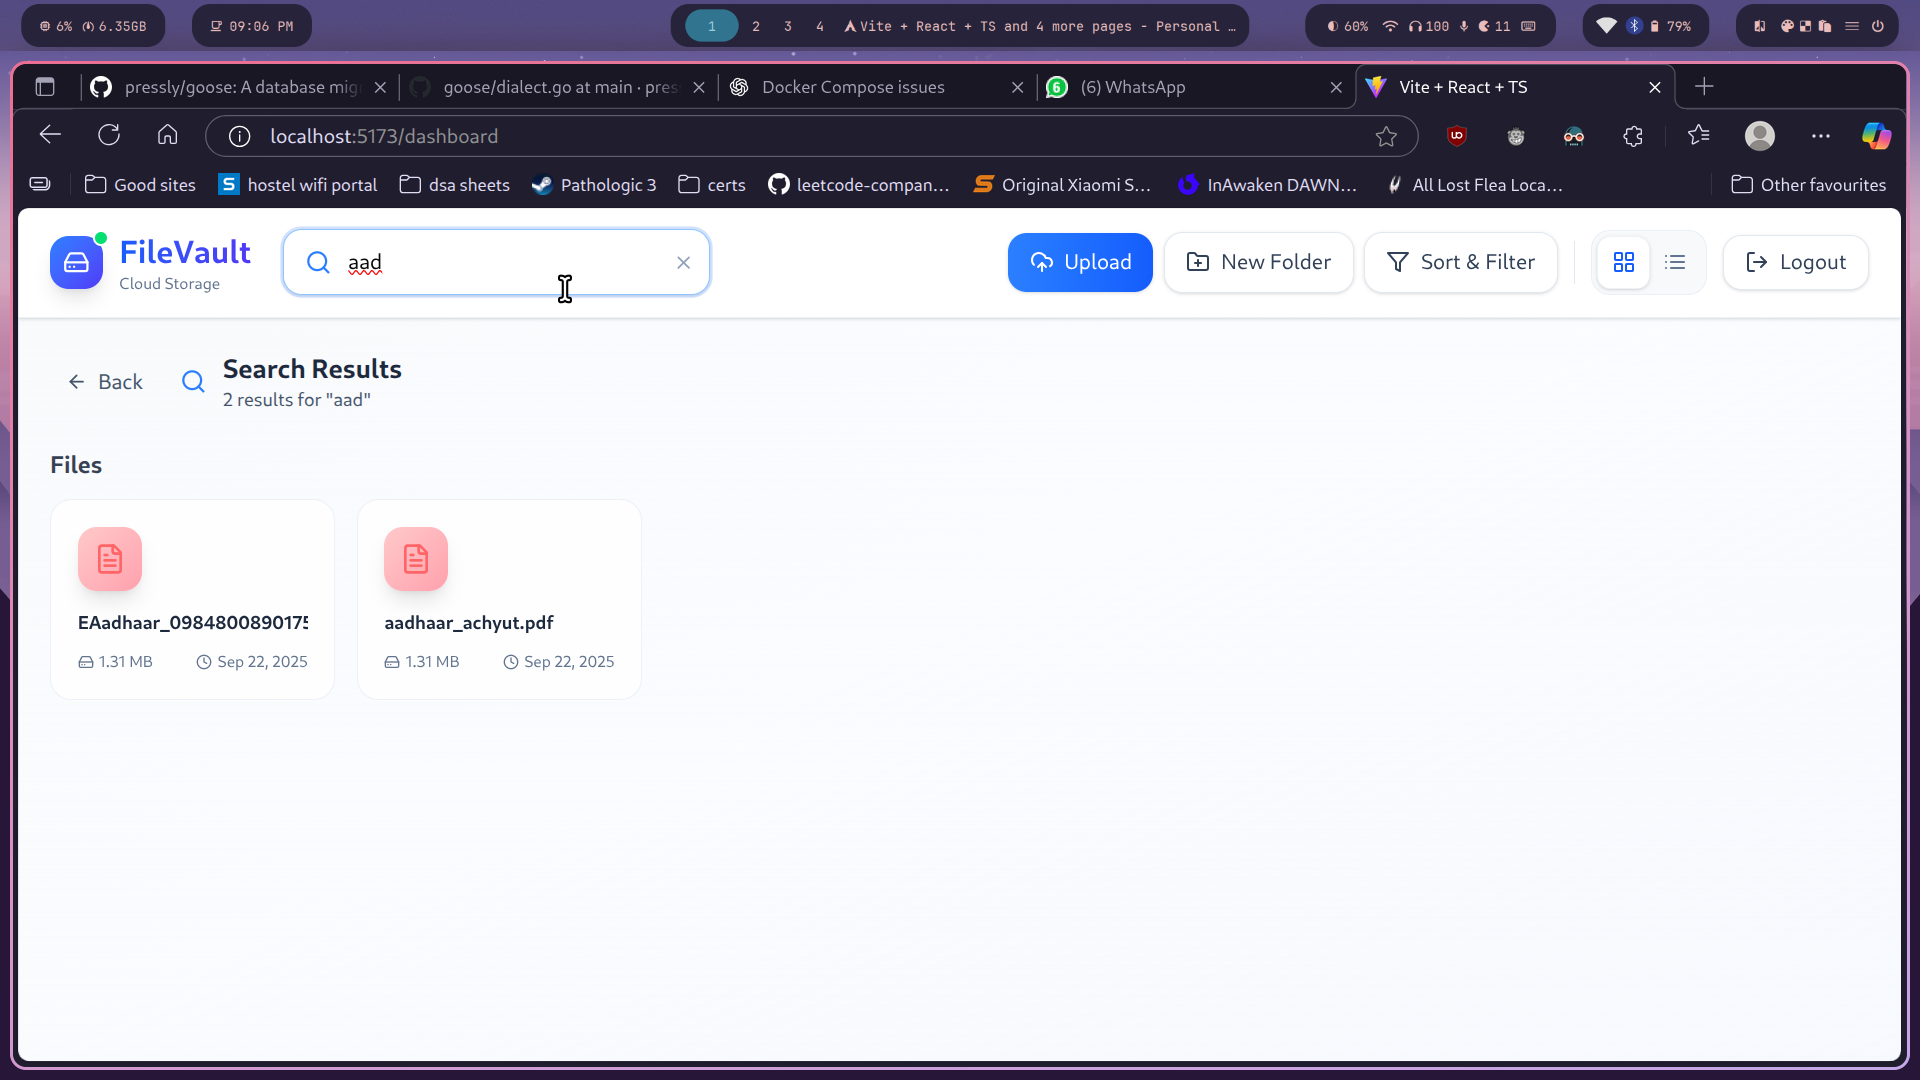 6% 6.35GB
09:06 PM
1 2 3 4 Vite + React + TS and 4 more pages - Personal …
60% 100 11
79%
pressly/goose: A database mig
goose/dialect.go at main · pres
Docker Compose issues
6 (6) WhatsApp
Vite + React + TS
localhost:5173/dashboard
Good sites
S hostel wifi portal
dsa sheets
Pathologic 3
certs
leetcode-compan…
Original Xiaomi S…
InAwaken DAWN…
All Lost Flea Loca…
Other favourites
FileVault
Cloud Storage
aad
Upload
New Folder
Sort & Filter
Logout
Back
Search Results
2 results for "aad"
Files
EAadhaar_0984800890175
1.31 MB Sep 22, 2025
aadhaar_achyut.pdf
1.31 MB Sep 22, 2025